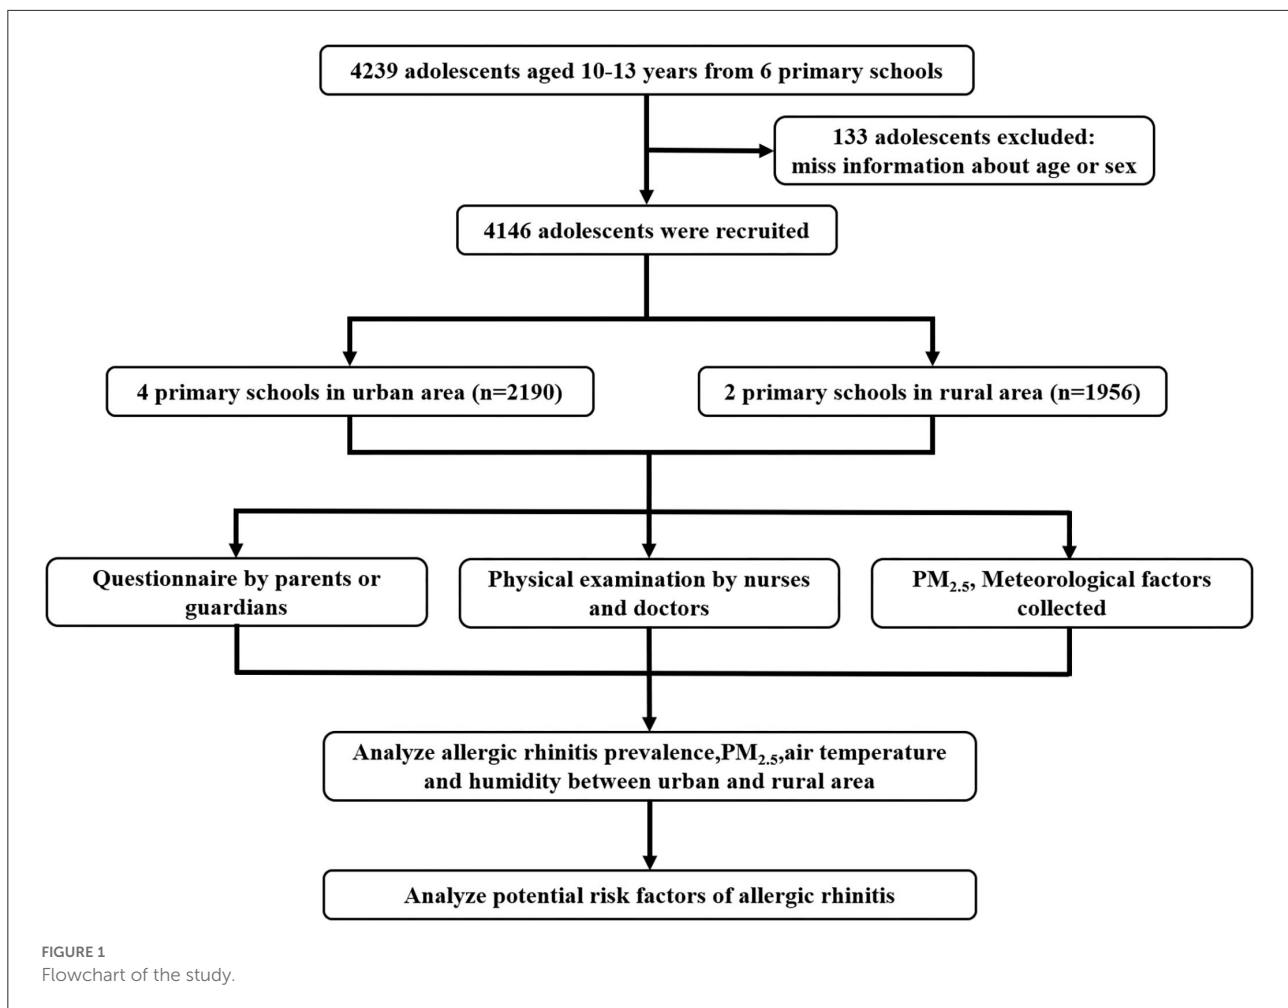 4239 adolescents aged 10-13 years from 6 primary schools
133 adolescents excluded:
miss information about age or sex
4146 adolescents were recruited
4 primary schools in urban area (n=2190)
2 primary schools in rural area (n=1956)
Questionnaire by parents or
guardians
Physical examination by nurses
and doctors
PM2.5, Meteorological factors
collected
Analyze allergic rhinitis prevalence,PM2.5,air temperature
and humidity between urban and rural area
Analyze potential risk factors of allergic rhinitis
FIGURE 1
Flowchart of the study.